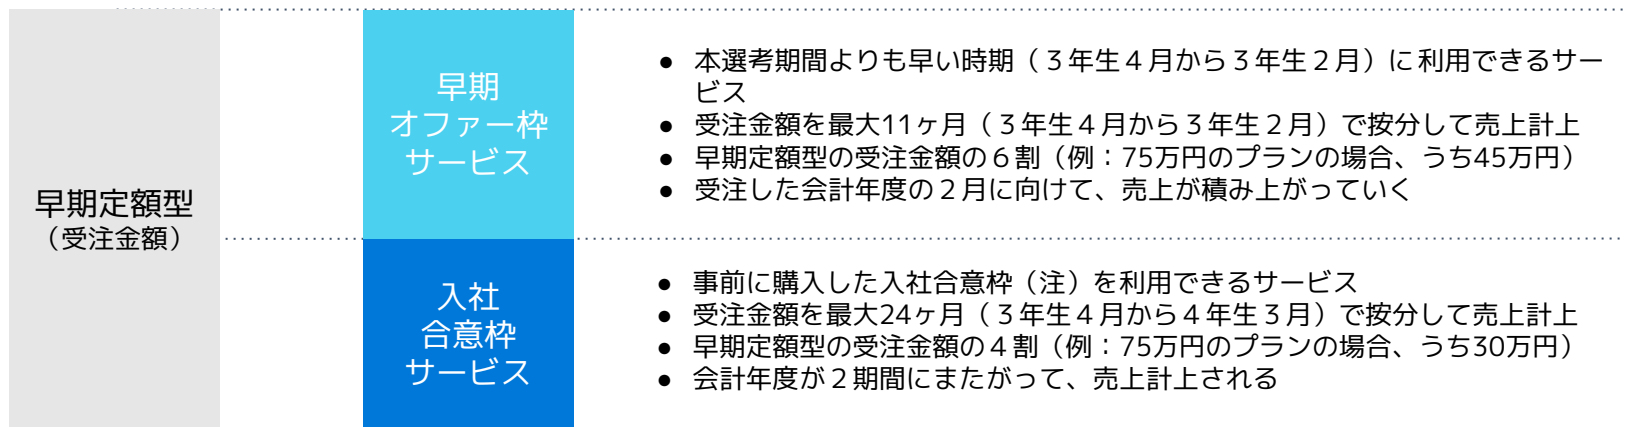 早期定額型
（受注金額）
早期
オファー枠
サービス
● 本選考期間よりも早い時期（３年生４月から３年生２月）に利用できるサー
ビス
● 受注金額を最大11ヶ月（３年生４月から３年生２月）で按分して売上計上
● 早期定額型の受注金額の６割（例：75万円のプランの場合、うち45万円）
● 受注した会計年度の２月に向けて、売上が積み上がっていく
入社
合意枠
サービス
● 事前に購入した入社合意枠（注）を利用できるサービス
● 受注金額を最大24ヶ月（３年生４月から４年生３月）で按分して売上計上
● 早期定額型の受注金額の４割（例：75万円のプランの場合、うち30万円）
● 会計年度が２期間にまたがって、売上計上される